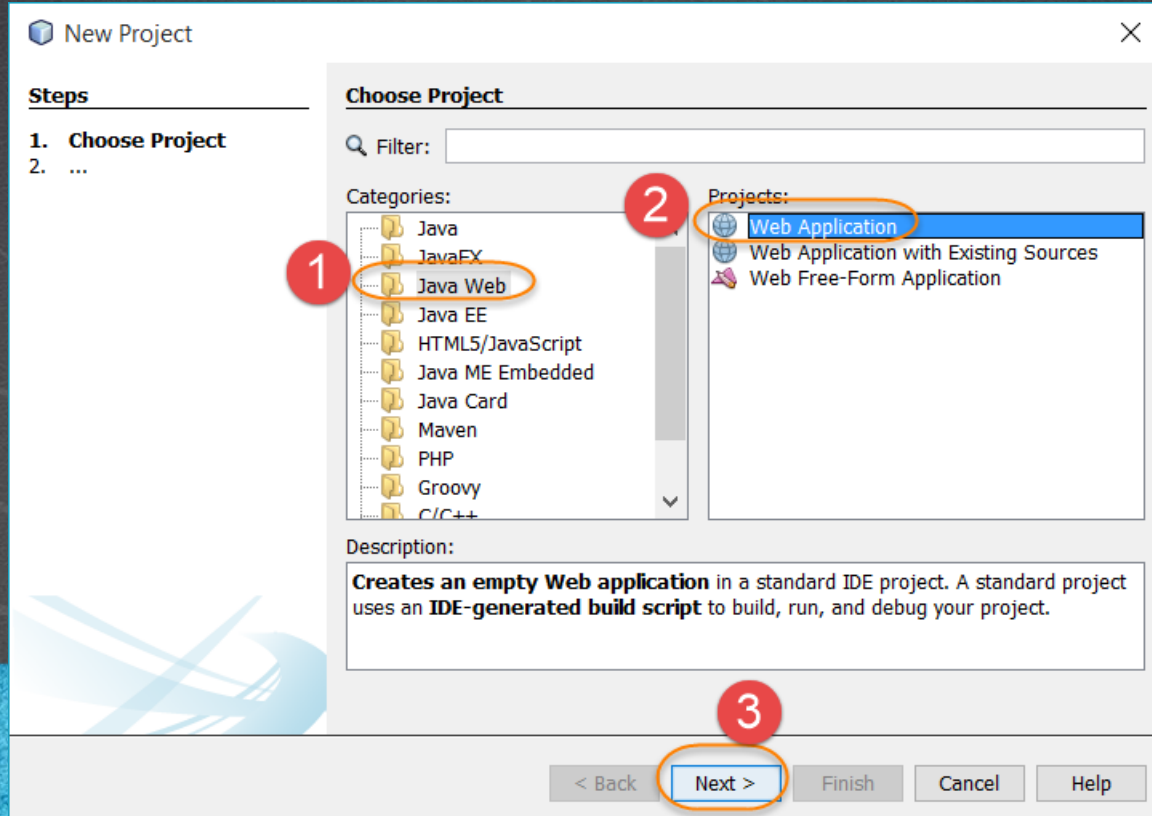 New Project
Steps
1. Choose Project
2. ...
Choose Project
Filter:
Categories:
Java
JavaFX
1
Java Web
Java EE
HTML5/JavaScript
Java ME Embedded
Java Card
Maven
PHP
Groovy
C/C++
2
Projects:
Web Application
Web Application with Existing Sources
Web Free-Form Application
Description:
Creates an empty Web application in a standard IDE project. A standard project
uses an IDE-generated build script to build, run, and debug your project.
3
< Back Next > Finish Cancel Help